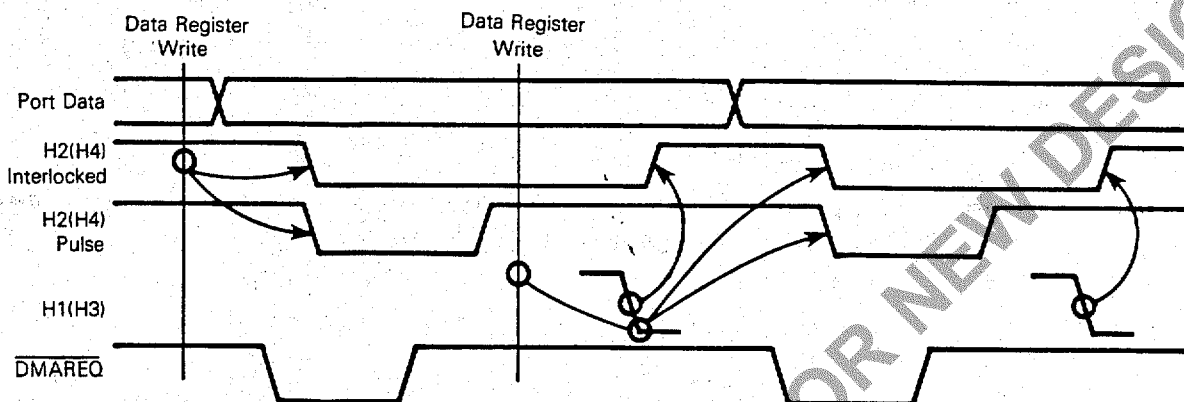 Data Register
Write
Data Register
Write
Port Data
H2(H4)
Interlocked
H2(H4)
Pulse
H1(H3)
DMAREQ
OR NEW DESIG